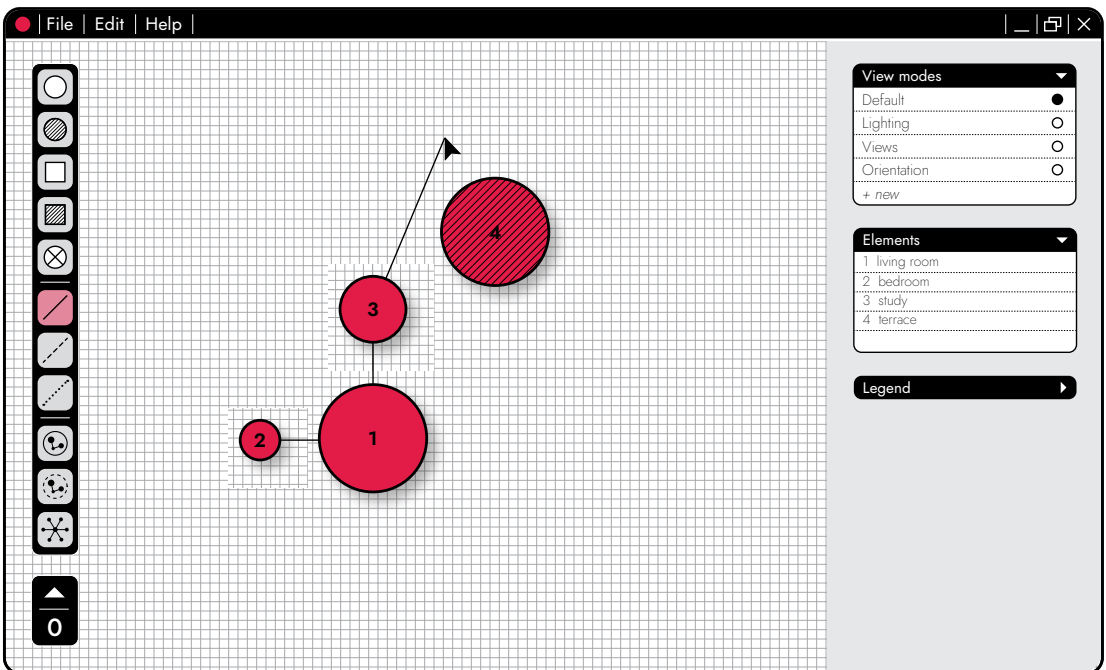 File | Edit | Help |
View modes
Default
Lighting
Views
Orientation
+ new
Elements
1 living room
2 bedroom
3 study
4 terrace
Legend
4
3
2
1
0